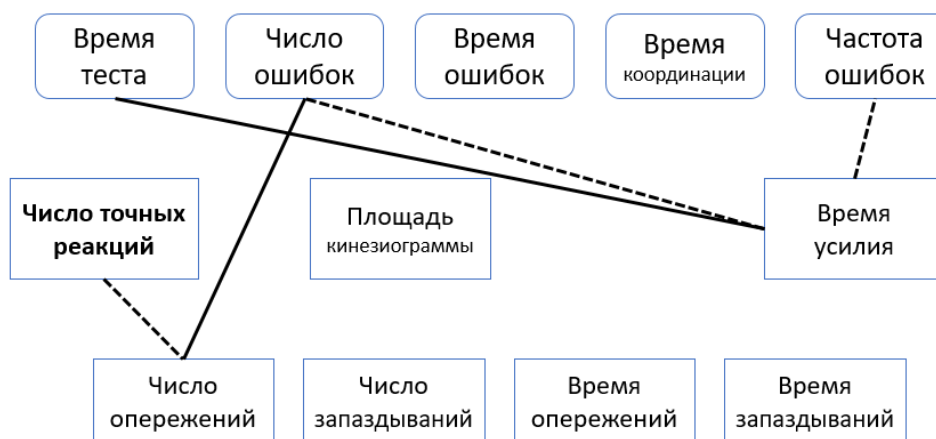 Время
теста
Число
ошибок
Время
ошибок
Время
координации
Частота
ошибок
Число точных
реакций
Площадь
кинезиограммы
Время
усилия
Число
опережений
Число
запаздываний
Время
опережений
Время
запаздываний